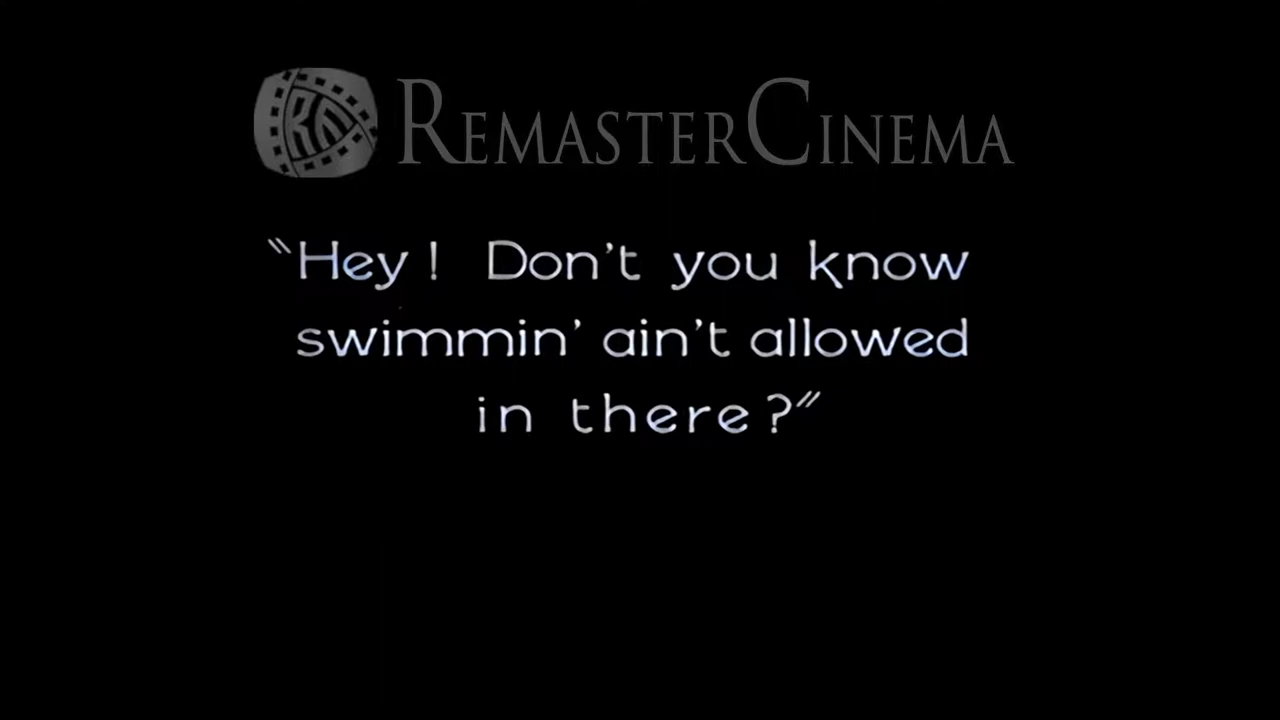 REMASTERCINEMA
"Hey! Don't you know
swimmin' ain't allowed
in there?"